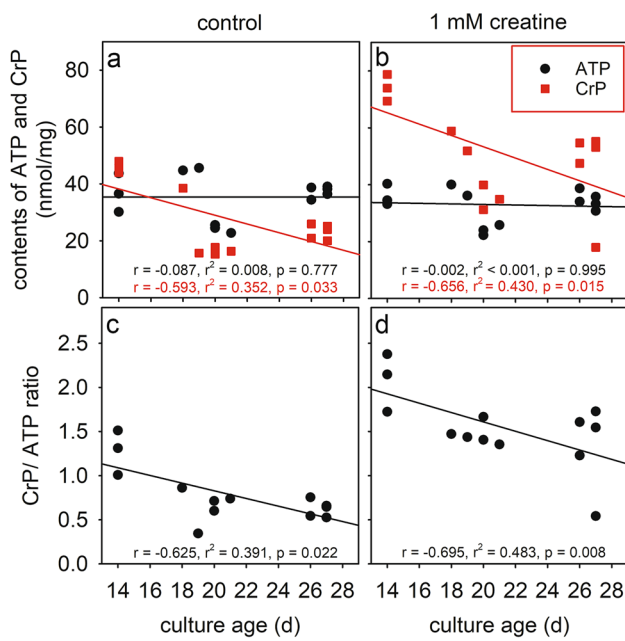 control
1 mM creatine
a
b
ATP
CrP
contents of ATP and CrP
(nmol/mg)
80
60
40
20
0
r = -0.087, r² = 0.008, p = 0.777
r = -0.593, r² = 0.352, p = 0.033
r = -0.002, r² < 0.001, p = 0.995
r = -0.656, r² = 0.430, p = 0.015
c
d
CrP/ ATP ratio
2.5
2.0
1.5
1.0
0.5
0.0
r = -0.625, r² = 0.391, p = 0.022
r = -0.695, r² = 0.483, p = 0.008
14 16 18 20 22 24 26 28
14 16 18 20 22 24 26 28
culture age (d)
culture age (d)